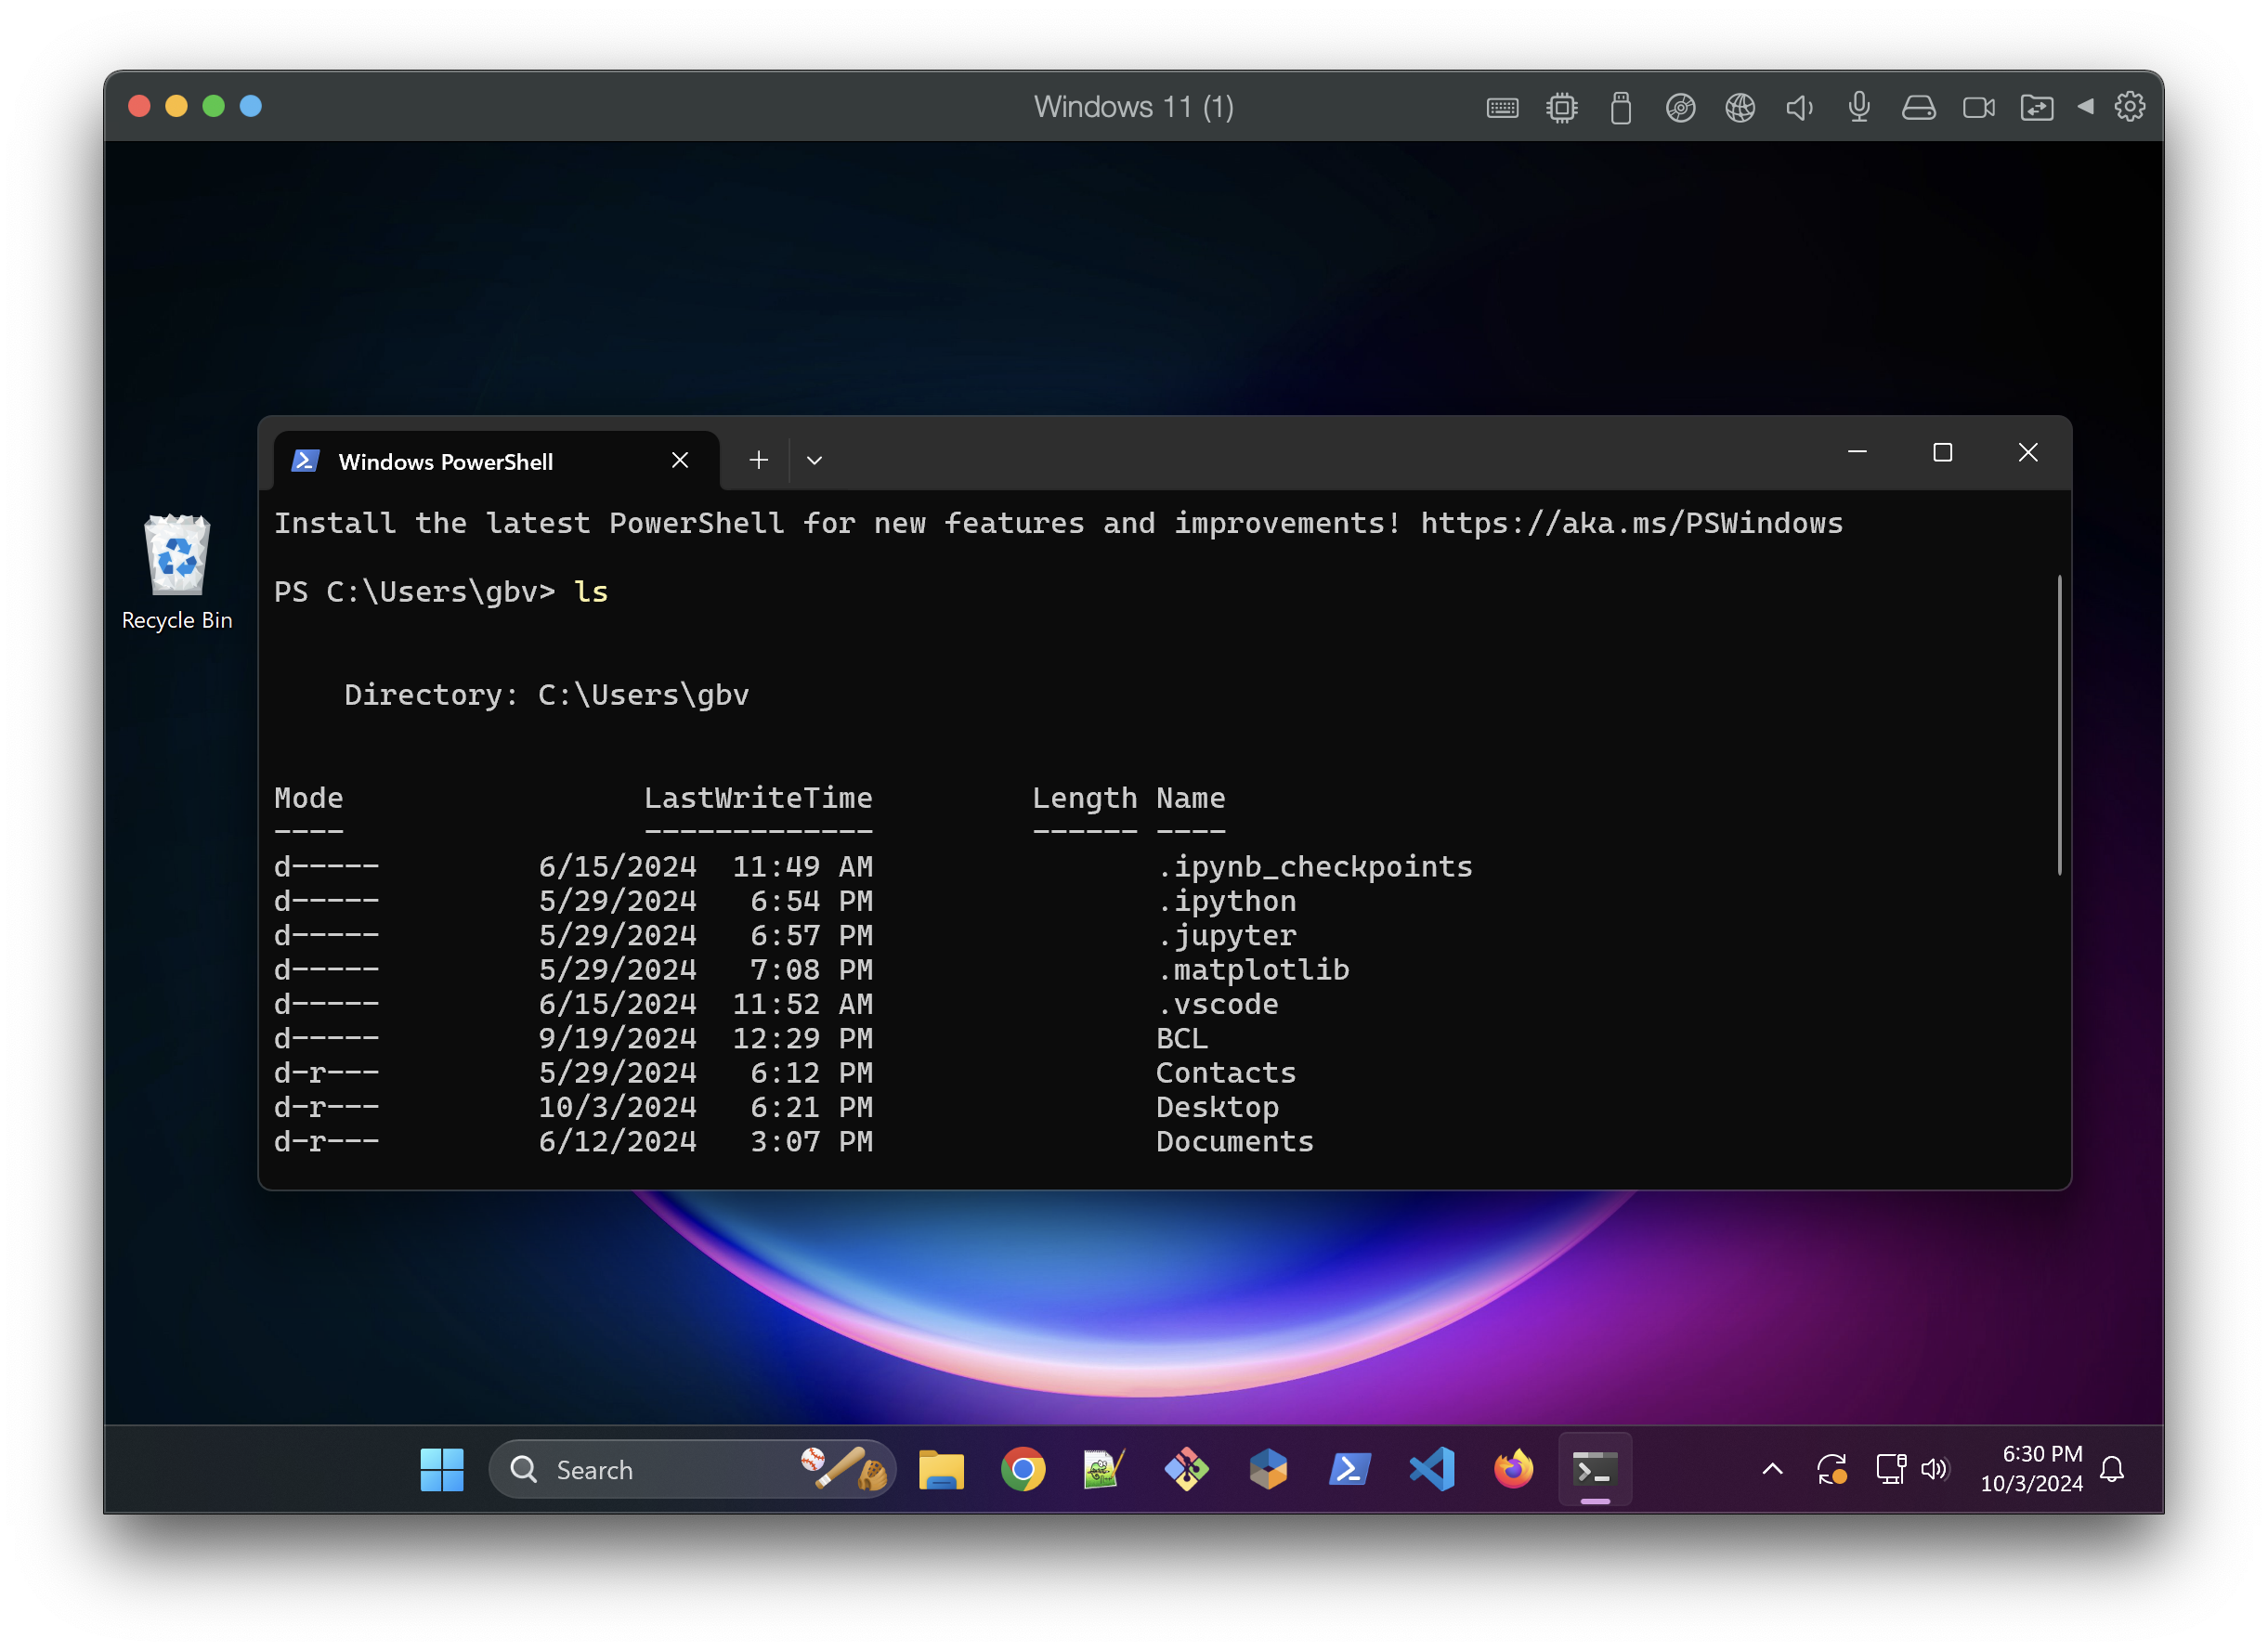 Windows 11 (1)
Windows PowerShell
Install the latest PowerShell for new features and improvements! https://aka.ms/PSWindows
PS C:\Users\gbv> ls
Recycle Bin
    Directory: C:\Users\gbv
Mode                 LastWriteTime         Length Name
----                 -------------         ------ ----
d-----         6/15/2024  11:49 AM                .ipynb_checkpoints
d-----         5/29/2024   6:54 PM                .ipython
d-----         5/29/2024   6:57 PM                .jupyter
d-----         5/29/2024   7:08 PM                .matplotlib
d-----         6/15/2024  11:52 AM                .vscode
d-----         9/19/2024  12:29 PM                BCL
d-r---         5/29/2024   6:12 PM                Contacts
d-r---         10/3/2024   6:21 PM                Desktop
d-r---         6/12/2024   3:07 PM                Documents
Search
6:30 PM
10/3/2024